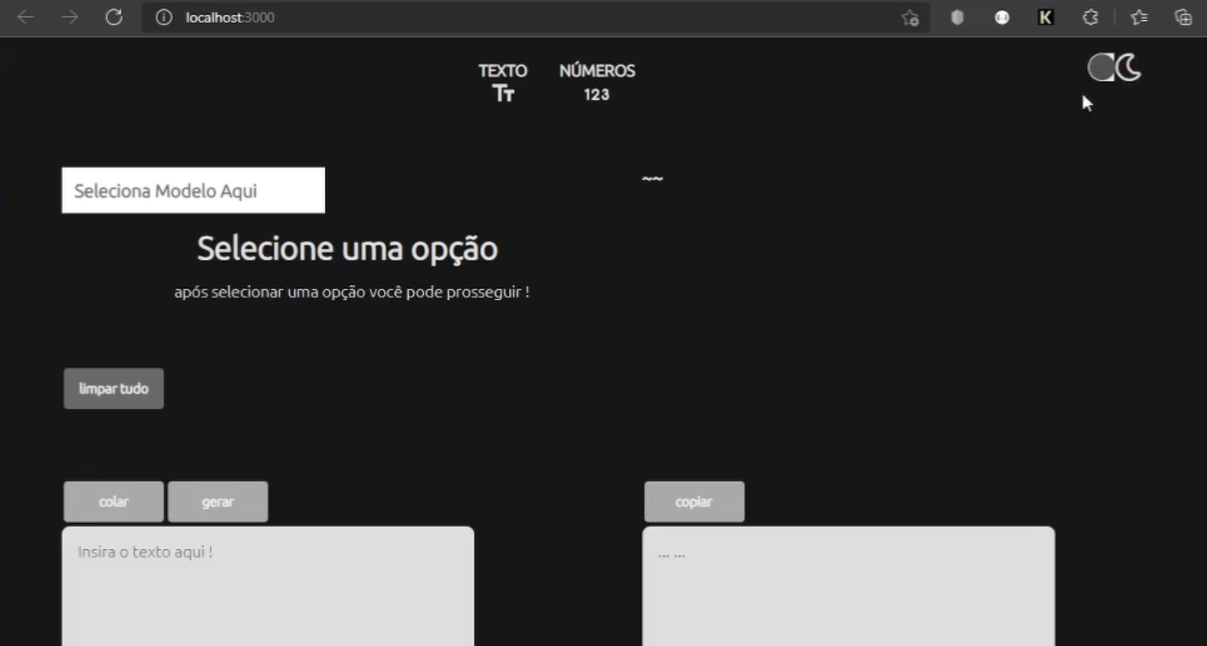 localhost:3000
K
TEXTO NÚMEROS
Tт 123
Seleciona Modelo Aqui
~~
Selecione uma opção
após selecionar uma opção você pode prosseguir !
limpar tudo
colar gerar copiar
Insira o texto aqui ! ... ...